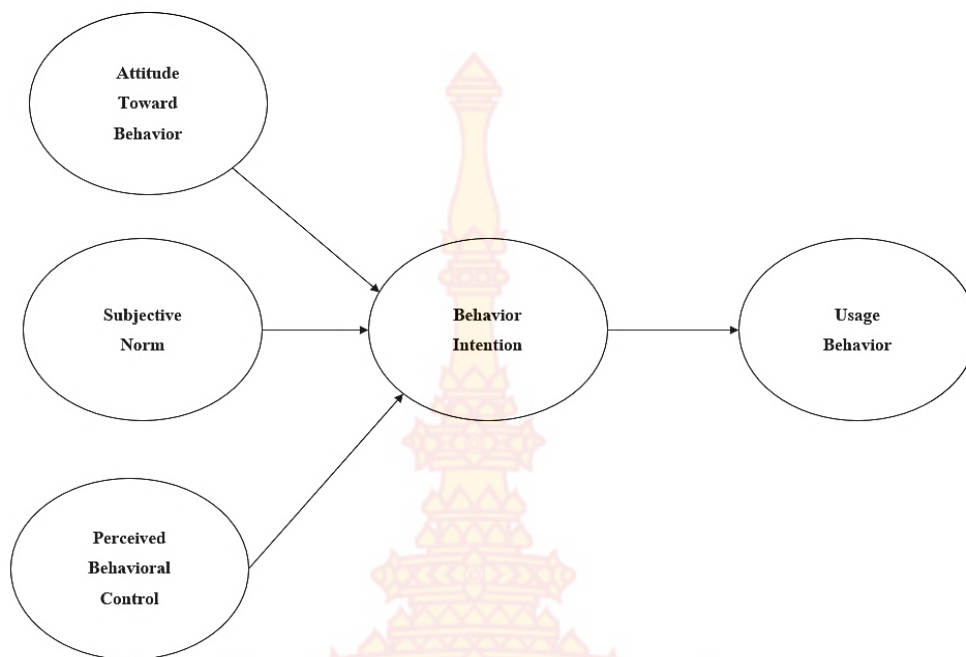 Attitude
Toward
Behavior
Subjective
Norm
Behavior
Intention
Usage
Behavior
Perceived
Behavioral
Control